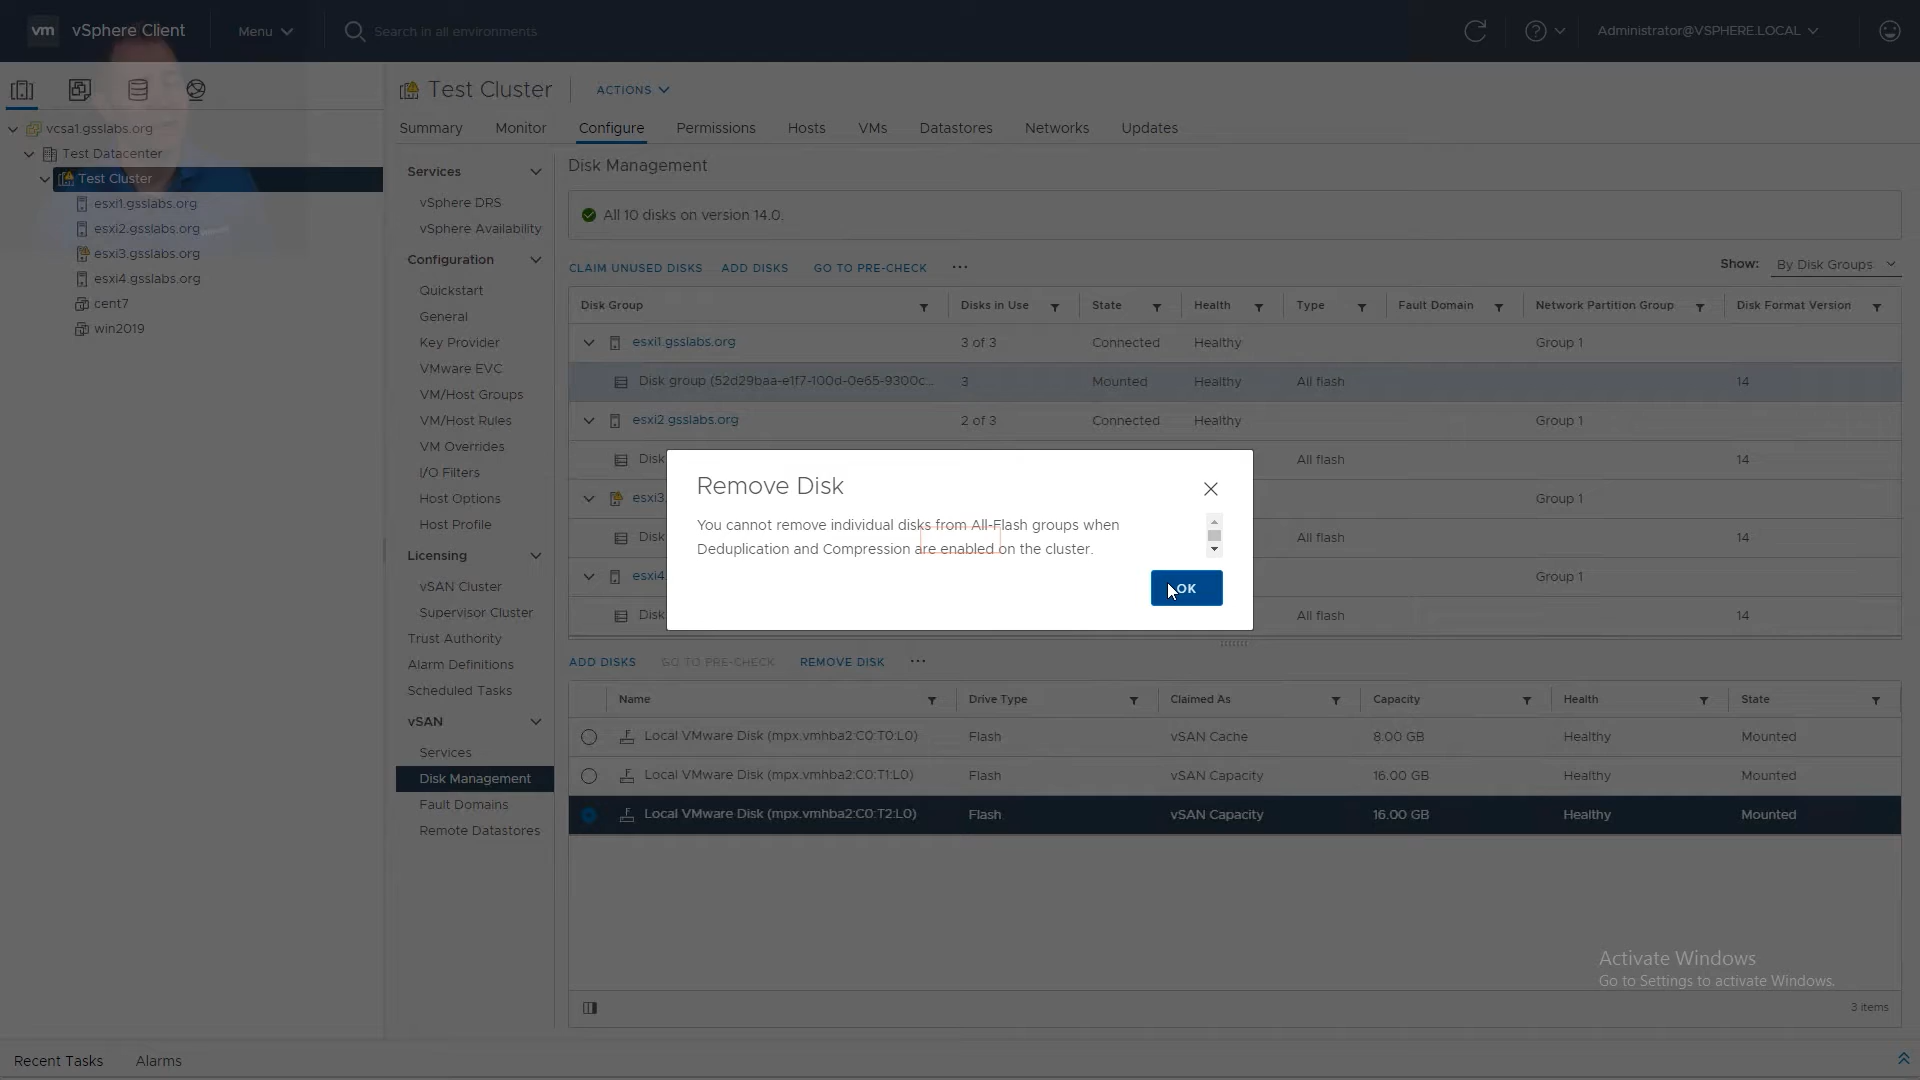 vm vSphere Client Menu Search in all environments Administrator@VSPHERE.LOCAL
Test Cluster ACTIONS
Summary Monitor Configure Permissions Hosts VMs Datastores Networks Updates
vcsa1.gsslabs.org
Test Datacenter
Test Cluster
esxi1.gsslabs.org
esxi2.gsslabs.org
esxi3.gsslabs.org
esxi4.gsslabs.org
cent7
win2019
Services
vSphere DRS
vSphere Availability
Configuration
Quickstart
General
Key Provider
VMware EVC
VM/Host Groups
VM/Host Rules
VM Overrides
I/O Filters
Host Options
Host Profile
Licensing
vSAN Cluster
Supervisor Cluster
Trust Authority
Alarm Definitions
Scheduled Tasks
vSAN
Services
Disk Management
Fault Domains
Remote Datastores
Disk Management
All 10 disks on version 14.0.
CLAIM UNUSED DISKS ADD DISKS GO TO PRE-CHECK ... Show: By Disk Groups
Disk Group Disks in Use State Health Type Fault Domain Network Partition Group Disk Format Version
esxi1.gsslabs.org 3 of 3 Connected Healthy Group 1
Disk group (52d29baa-e1f7-100d-0e65-9300c... 3 Mounted Healthy All flash 14
esxi2.gsslabs.org 2 of 3 Connected Healthy Group 1
Disk All flash 14
esxi3. Group 1
Disk All flash 14
esxi4. Group 1
Disk All flash 14
Remove Disk
You cannot remove individual disks from All-Flash groups when
Deduplication and Compression are enabled on the cluster.
OK
ADD DISKS GO TO PRE-CHECK REMOVE DISK ...
Name Drive Type Claimed As Capacity Health State
Local VMware Disk (mpx.vmhba2:C0:T0:L0) Flash vSAN Cache 8.00 GB Healthy Mounted
Local VMware Disk (mpx.vmhba2:C0:T1:L0) Flash vSAN Capacity 16.00 GB Healthy Mounted
Local VMware Disk (mpx.vmhba2:C0:T2:L0) Flash vSAN Capacity 16.00 GB Healthy Mounted
Activate Windows
Go to Settings to activate Windows.
3 items
Recent Tasks Alarms